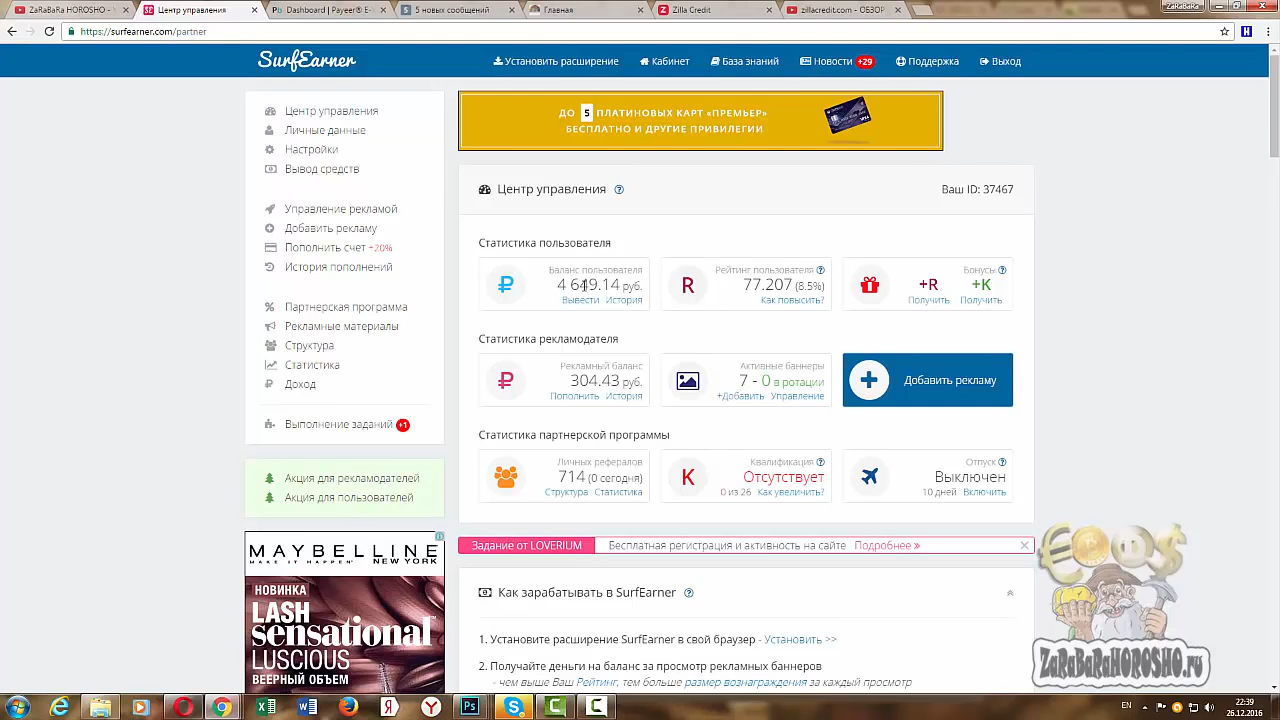 ZaRaBaRa HOROSHO -
Центр управления
Dashboard | Payeer® E-
5 новых сообщений
Главная
Zilla Credit
zillacredit.com - ОБЗОР
ZaRaBaRa
https://surfearner.com/partner
SurfEarner
Установить расширение
Кабинет
База знаний
Новости +29
Поддержка
Выход
Центр управления
Личные данные
Настройки
Вывод средств
Управление рекламой
Добавить рекламу
Пополнить счет +20%
История пополнений
Партнерская программа
Рекламные материалы
Структура
Статистика
Доход
Выполнение заданий +1
Акция для рекламодателей
Акция для пользователей
MAYBELLINE
MAKE IT HAPPEN NEW YORK
НОВИНКА
LASH
sensational
LUSCIOUS
ВЕЕРНЫЙ ОБЪЕМ
ДО 5 ПЛАТИНОВЫХ КАРТ «ПРЕМЬЕР»
БЕСПЛАТНО И ДРУГИЕ ПРИВИЛЕГИИ
Центр управления
Ваш ID: 37467
Статистика пользователя
Баланс пользователя
4 649.14 руб.
Вывести История
R
Рейтинг пользователя
77.207 (8.5%)
Как повысить?
Бонусы
+R +K
Получить Получить
Статистика рекламодателя
Рекламный баланс
304.43 руб.
Пополнить История
Активные баннеры
7 - 0 в ротации
+Добавить Управление
Добавить рекламу
Статистика партнерской программы
Личных рефералов
714 (0 сегодня)
Структура Статистика
K
Квалификация
Отсутствует
0 из 26 Как увеличить?
Отпуск
Выключен
10 дней Включить
Задание от LOVERIUM Бесплатная регистрация и активность на сайте Подробнее »
Как зарабатывать в SurfEarner
1. Установите расширение SurfEarner в свой браузер - Установить >>
2. Получайте деньги на баланс за просмотр рекламных баннеров
- чем выше Ваш Рейтинг, тем больше размер вознаграждения за каждый просмотр
ZaRaBaRaHOROSHO.ru
EN
22:39
26.12.2016